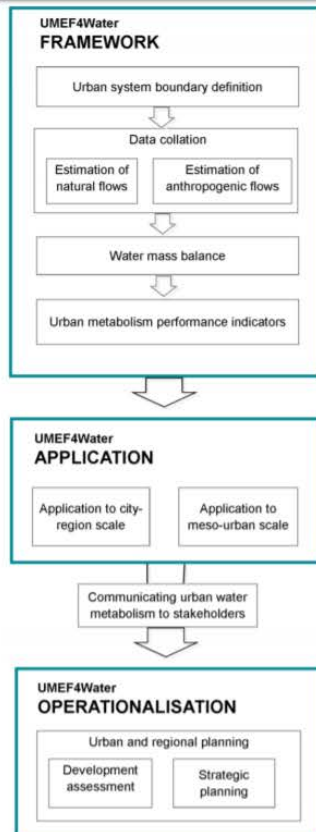 UMEF4Water
FRAMEWORK
Urban system boundary definition
Data collation
Estimation of
natural flows
Estimation of
anthropogenic flows
Water mass balance
Urban metabolism performance indicators
UMEF4Water
APPLICATION
Application to city-
region scale
Application to
meso-urban scale
Communicating urban water
metabolism to stakeholders
UMEF4Water
OPERATIONALISATION
Urban and regional planning
Development
assessment
Strategic
planning